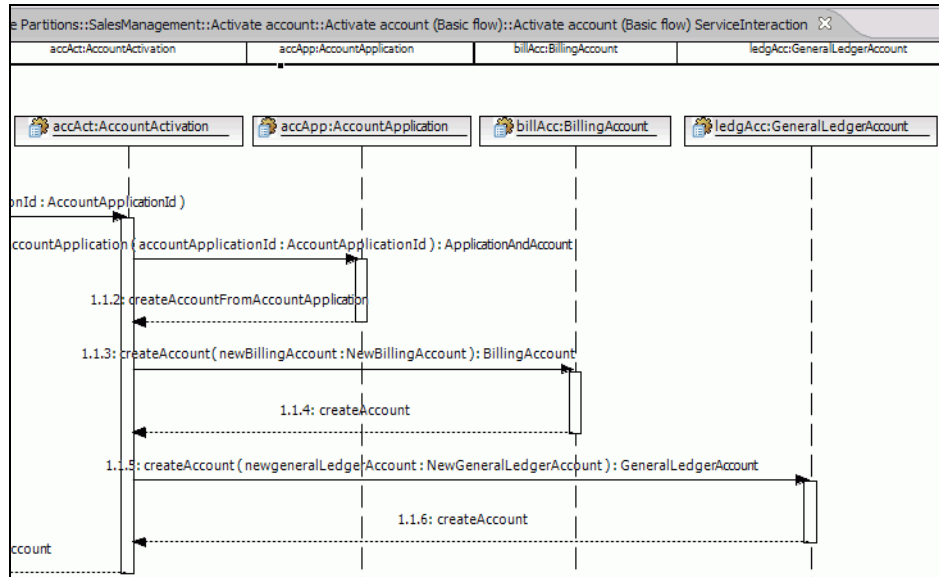 e Partitions::SalesManagement::Activate account::Activate account (Basic flow)::Activate account (Basic flow) ServiceInteraction
accAct:AccountActivation accApp:AccountApplication billAcc:BillingAccount ledgAcc:GeneralLedgerAccount
accAct:AccountActivation accApp:AccountApplication billAcc:BillingAccount ledgAcc:GeneralLedgerAccount
onId : AccountApplicationId )
ccountApplication ( accountApplicationId : AccountApplicationId ) : ApplicationAndAccount
1.1.2: createAccountFromAccountApplication
1.1.3: createAccount ( newBillingAccount : NewBillingAccount ) : BillingAccount
1.1.4: createAccount
1.1.5: createAccount ( newgeneralLedgerAccount : NewGeneralLedgerAccount ) : GeneralLedgerAccount
1.1.6: createAccount
ccount